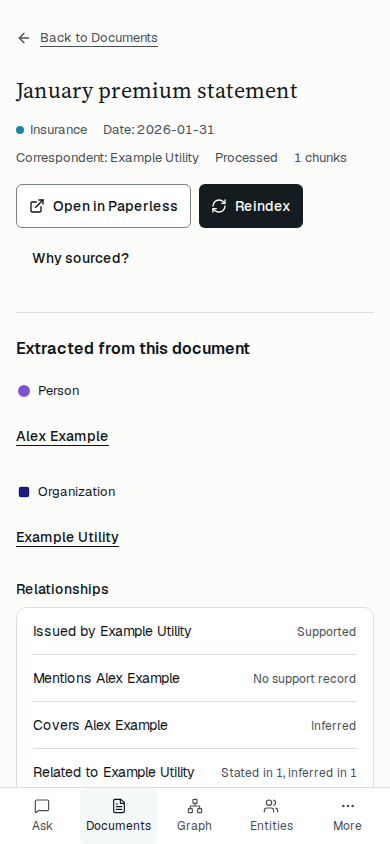 Back to Documents
January premium statement
Insurance Date: 2026-01-31
Correspondent: Example Utility Processed 1 chunks
Open in Paperless Reindex
Why sourced?
Extracted from this document
Person
Alex Example
Organization
Example Utility
Relationships
Issued by Example Utility Supported
Mentions Alex Example No support record
Covers Alex Example Inferred
Related to Example Utility Stated in 1, inferred in 1
Ask Documents Graph Entities More